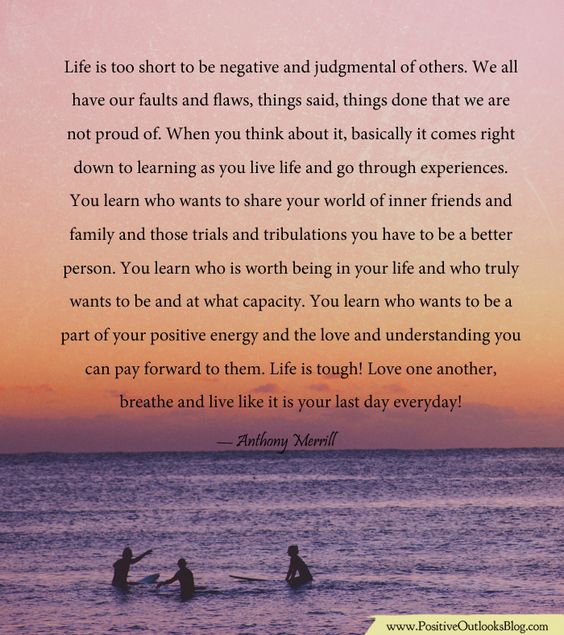 Life is too short to be negative and judgmental of others. We all
have our faults and flaws, things said, things done that we are
not proud of. When you think about it, basically it comes right
down to learning as you live life and go through experiences.
You learn who wants to share your world of inner friends and
family and those trials and tribulations you have to be a better
person. You learn who is worth being in your life and who truly
wants to be and at what capacity. You learn who wants to be a
part of your positive energy and the love and understanding you
can pay forward to them. Life is tough! Love one another,
breathe and live like it is your last day everyday!
— Anthony Merrill
www.PositiveOutlooksBlog.com